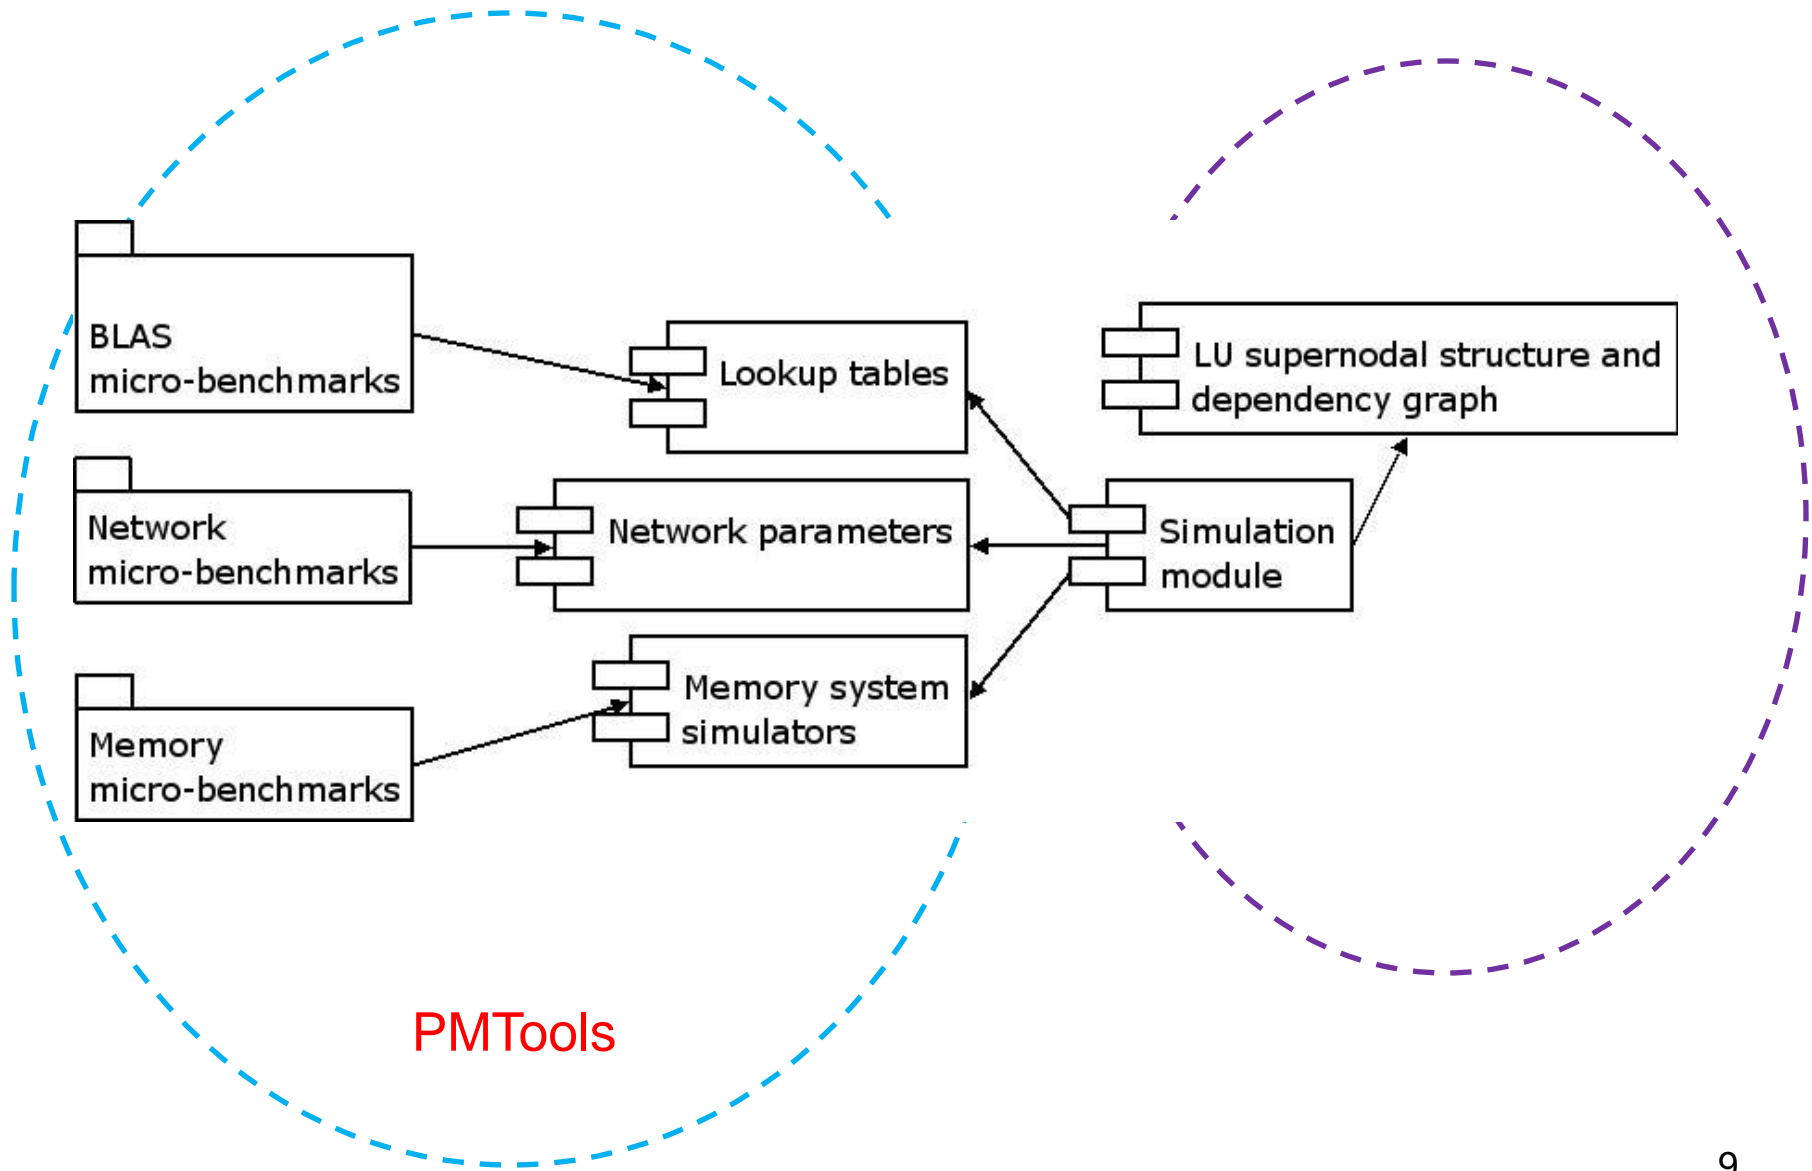 BLAS
micro-benchmarks
Lookup tables
LU supernodal structure and
dependency graph
Network
micro-benchmarks
Network parameters
Simulation
module
Memory
micro-benchmarks
Memory system
simulators
PMTools
9